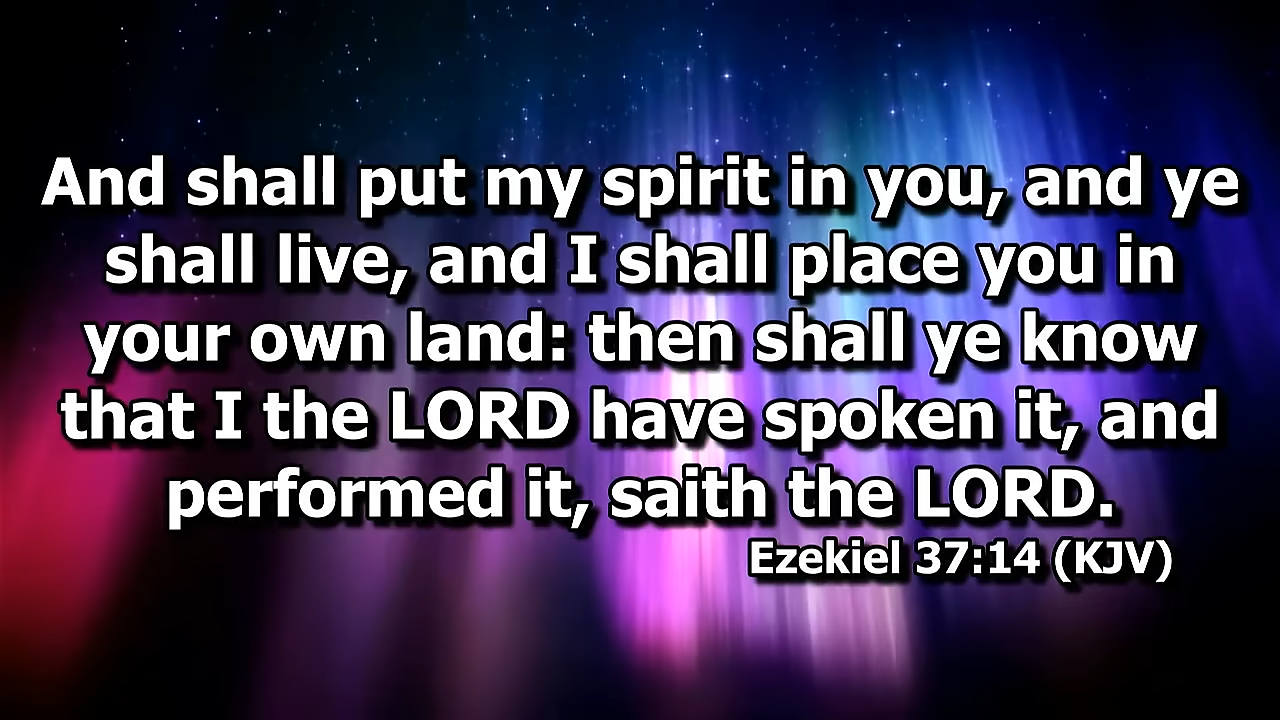 And shall put my spirit in you, and ye
shall live, and I shall place you in
your own land: then shall ye know
that I the LORD have spoken it, and
performed it, saith the LORD.
Ezekiel 37:14 (KJV)